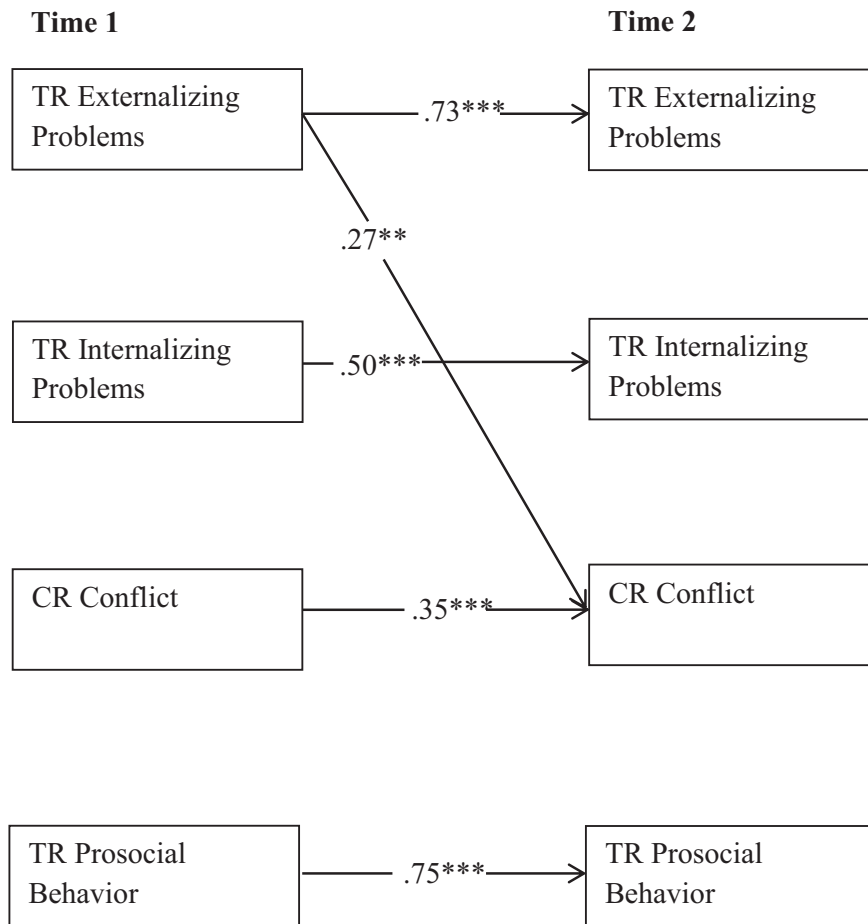 Time 1
Time 2
TR Externalizing
Problems
.73***
TR Externalizing
Problems
.27**
TR Internalizing
Problems
.50***
TR Internalizing
Problems
CR Conflict
.35***
CR Conflict
TR Prosocial
Behavior
.75***
TR Prosocial
Behavior